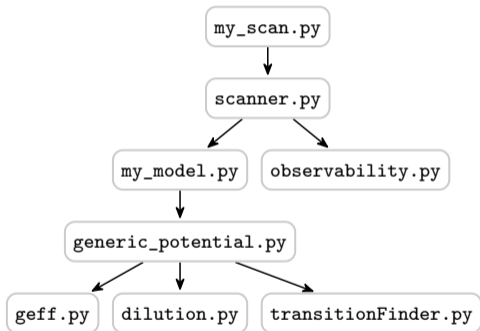 my_scan.py
scanner.py
my_model.py
observability.py
generic_potential.py
geff.py
dilution.py
transitionFinder.py